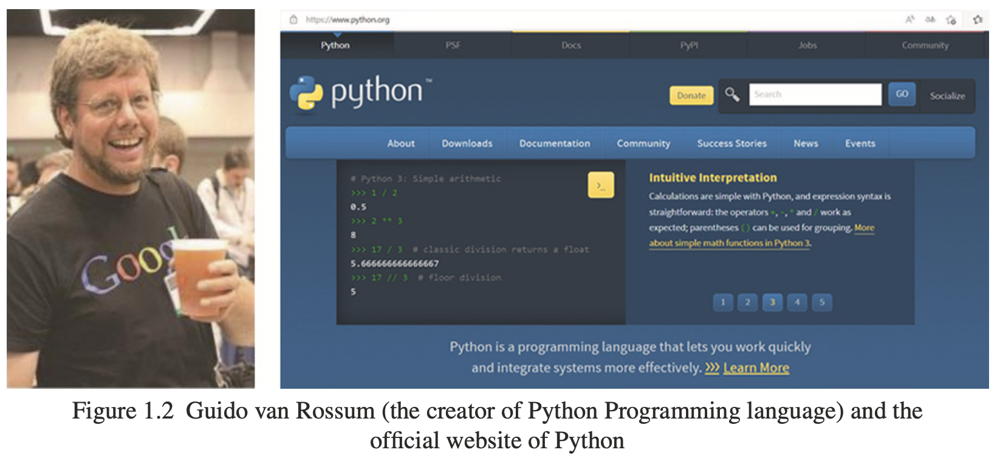 Google
https://www.python.org
Python PSF Docs PyPI Jobs Community
python™
Donate Search GO Socialize
About Downloads Documentation Community Success Stories News Events
# Python 3: Simple arithmetic
>>> 1 / 2
0.5
>>> 2 ** 3
8
>>> 17 / 3 # classic division returns a float
5.666666666666667
>>> 17 // 3 # floor division
5
>_
Intuitive Interpretation
Calculations are simple with Python, and expression syntax is
straightforward: the operators +, -, * and / work as
expected; parentheses () can be used for grouping. More
about simple math functions in Python 3.
1 2 3 4 5
Python is a programming language that lets you work quickly
and integrate systems more effectively. >>> Learn More
Figure 1.2 Guido van Rossum (the creator of Python Programming language) and the
official website of Python